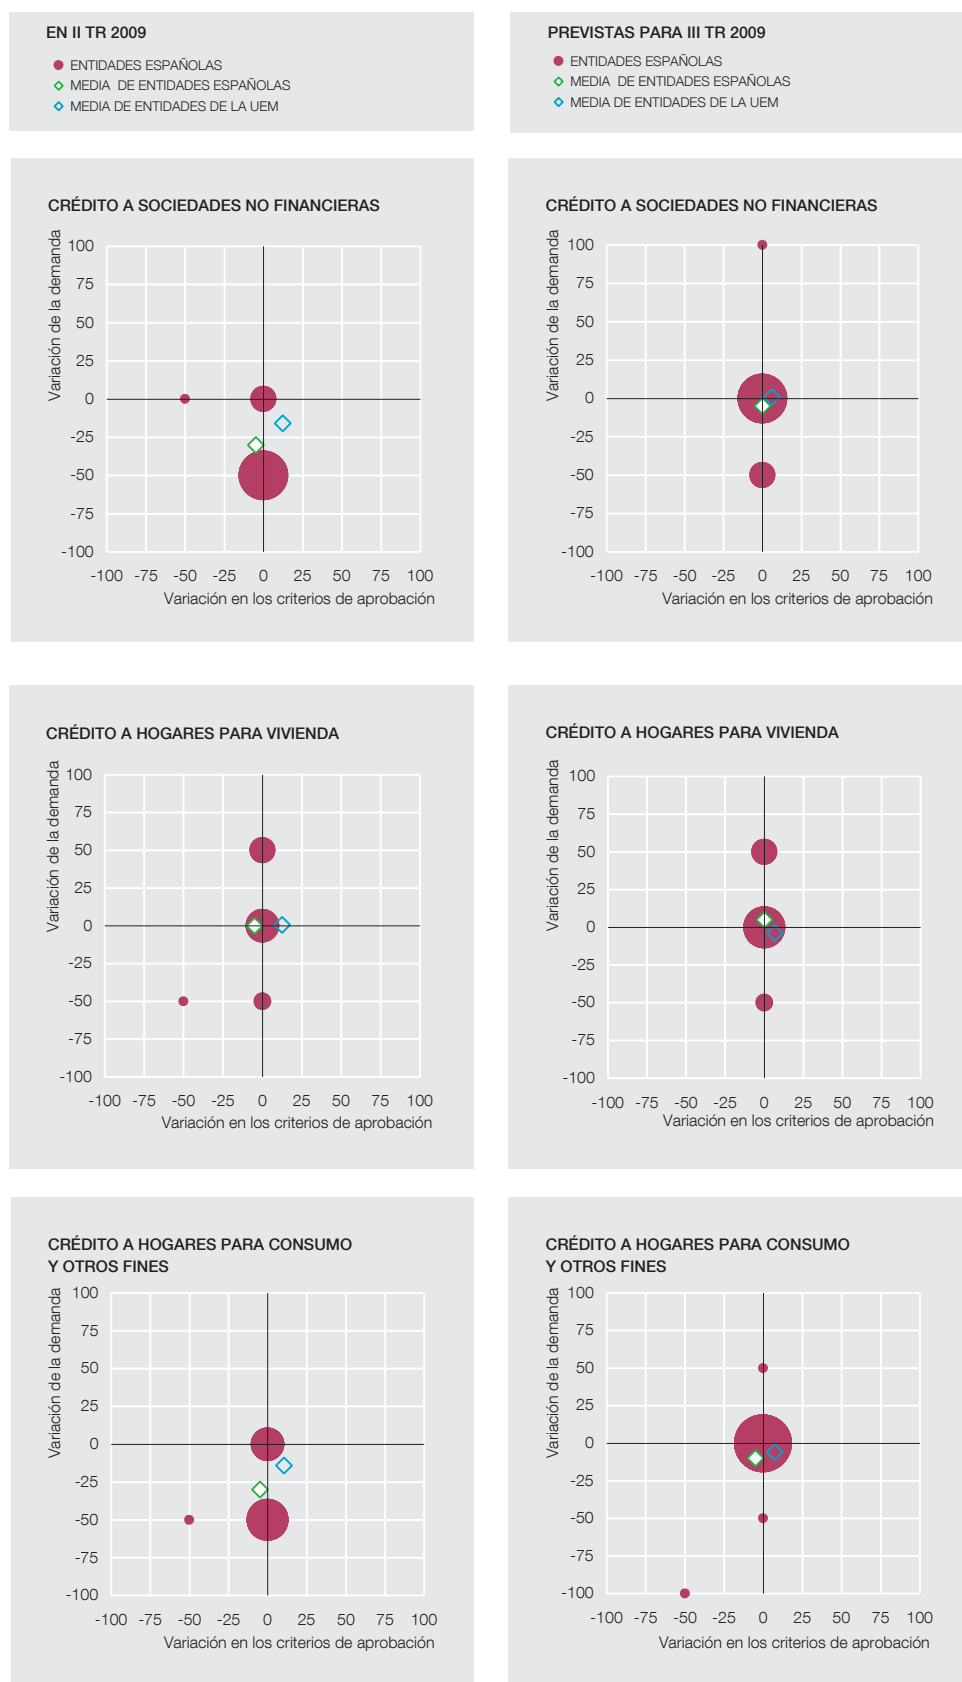 EN II TR 2009
ENTIDADES ESPAÑOLAS
MEDIA DE ENTIDADES ESPAÑOLAS
MEDIA DE ENTIDADES DE LA UEM
PREVISTAS PARA III TR 2009
ENTIDADES ESPAÑOLAS
MEDIA DE ENTIDADES ESPAÑOLAS
MEDIA DE ENTIDADES DE LA UEM
CRÉDITO A SOCIEDADES NO FINANCIERAS
Variación de la demanda
100
75
50
25
0
-25
-50
-75
-100
-100 -75 -50 -25 0 25 50 75 100
Variación en los criterios de aprobación
CRÉDITO A SOCIEDADES NO FINANCIERAS
Variación de la demanda
100
75
50
25
0
-25
-50
-75
-100
-100 -75 -50 -25 0 25 50 75 100
Variación en los criterios de aprobación
CRÉDITO A HOGARES PARA VIVIENDA
Variación de la demanda
100
75
50
25
0
-25
-50
-75
-100
-100 -75 -50 -25 0 25 50 75 100
Variación en los criterios de aprobación
CRÉDITO A HOGARES PARA VIVIENDA
Variación de la demanda
100
75
50
25
0
-25
-50
-75
-100
-100 -75 -50 -25 0 25 50 75 100
Variación en los criterios de aprobación
CRÉDITO A HOGARES PARA CONSUMO
Y OTROS FINES
Variación de la demanda
100
75
50
25
0
-25
-50
-75
-100
-100 -75 -50 -25 0 25 50 75 100
Variación en los criterios de aprobación
CRÉDITO A HOGARES PARA CONSUMO
Y OTROS FINES
Variación de la demanda
100
75
50
25
0
-25
-50
-75
-100
-100 -75 -50 -25 0 25 50 75 100
Variación en los criterios de aprobación